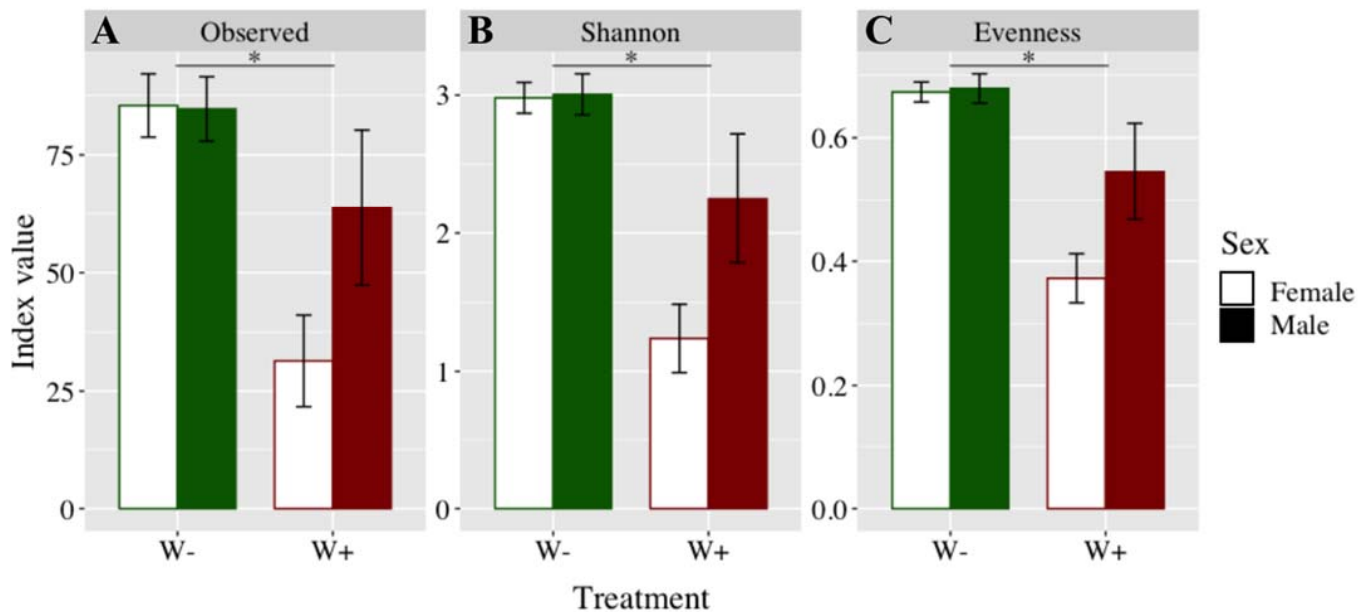 A Observed
B Shannon
C Evenness
*
*
*
Index value
75
50
25
0
3
2
1
0
0.6
0.4
0.2
0.0
W- W+
W- W+
W- W+
Treatment
Sex
Female
Male